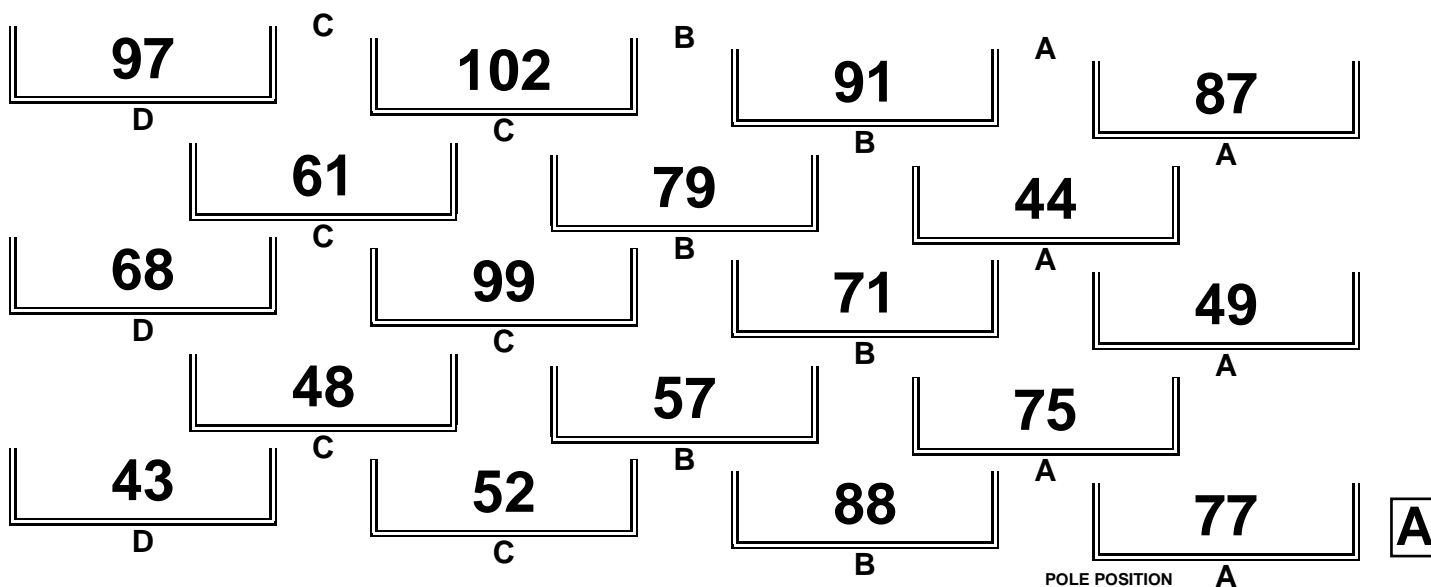 97 C 102 B 91 A 87
D C B A
61 79 44
C B A
68 99 71 49
D C B A
48 57 75
C B A
43 52 88 77 A
D C B A
POLE POSITION